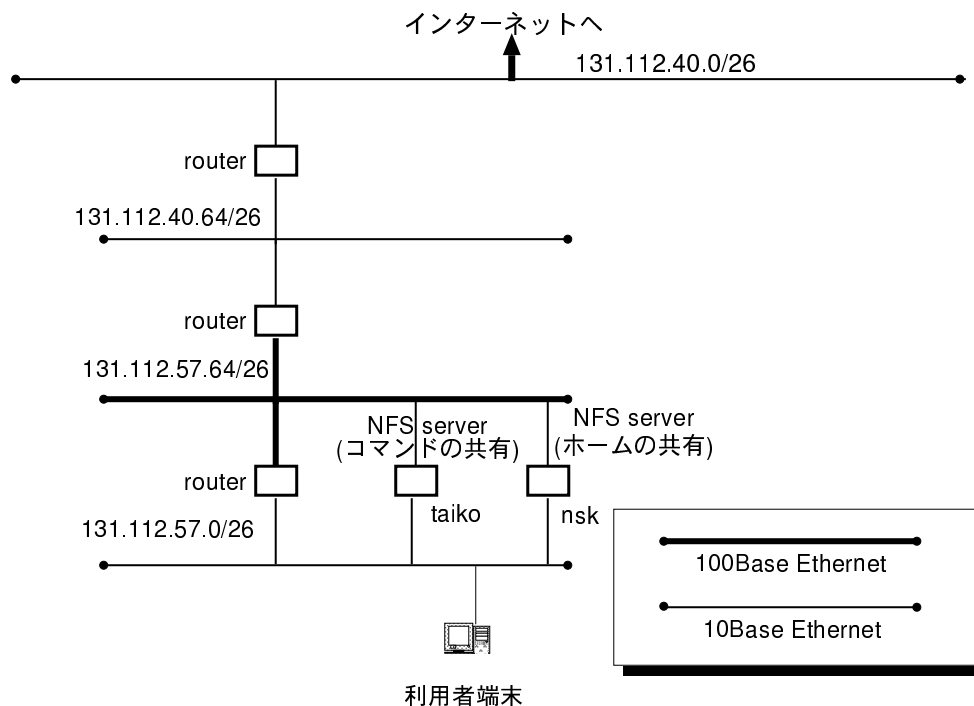 インターネットへ
131.112.40.0/26
router
131.112.40.64/26
router
131.112.57.64/26
NFS server
(コマンドの共有)
NFS server
(ホームの共有)
router
taiko
nsk
131.112.57.0/26
100Base Ethernet
10Base Ethernet
利用者端末